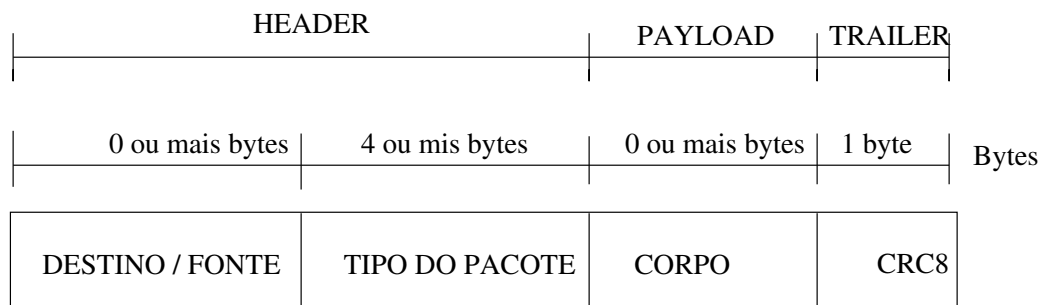 HEADER
PAYLOAD
TRAILER
0 ou mais bytes
4 ou mis bytes
0 ou mais bytes
1 byte
Bytes
DESTINO / FONTE
TIPO DO PACOTE
CORPO
CRC8